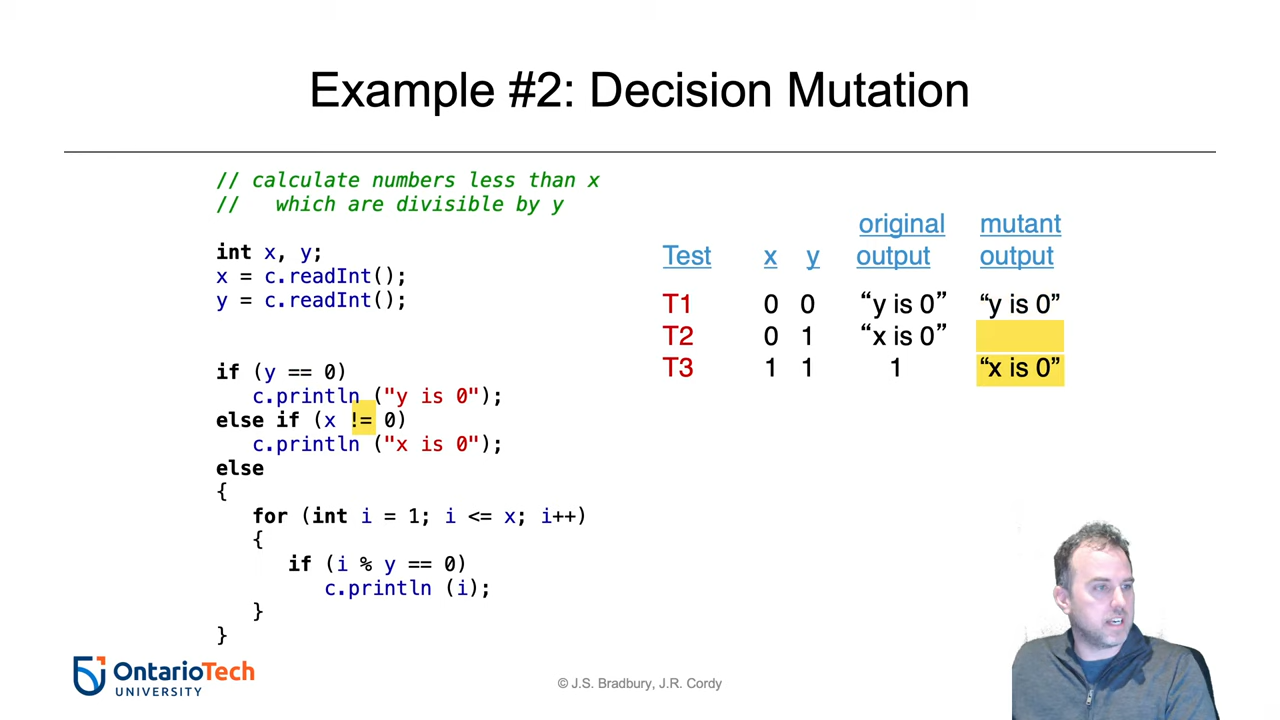 Example #2: Decision Mutation
// calculate numbers less than x
// which are divisible by y
int x, y;
x = c.readInt();
y = c.readInt();
if (y == 0)
c.println ("y is 0");
else if (x != 0)
c.println ("x is 0");
else
{
for (int i = 1; i <= x; i++)
{
if (i % y == 0)
c.println (i);
}
}
original mutant
Test x y output output
T1 0 0 “y is 0” “y is 0”
T2 0 1 “x is 0”
T3 1 1 1 “x is 0”
OntarioTech
UNIVERSITY
© J.S. Bradbury, J.R. Cordy